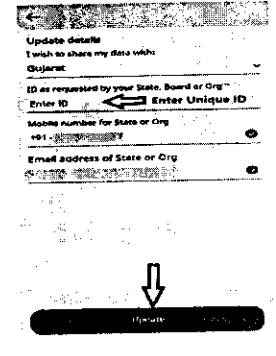 Update details
I wish to share my data with:
Gujarat
ID as requested by your State, Board or Org
Enter ID Enter Unique ID
Mobile number for State or Org
+91 -
Email address of State or Org
Update